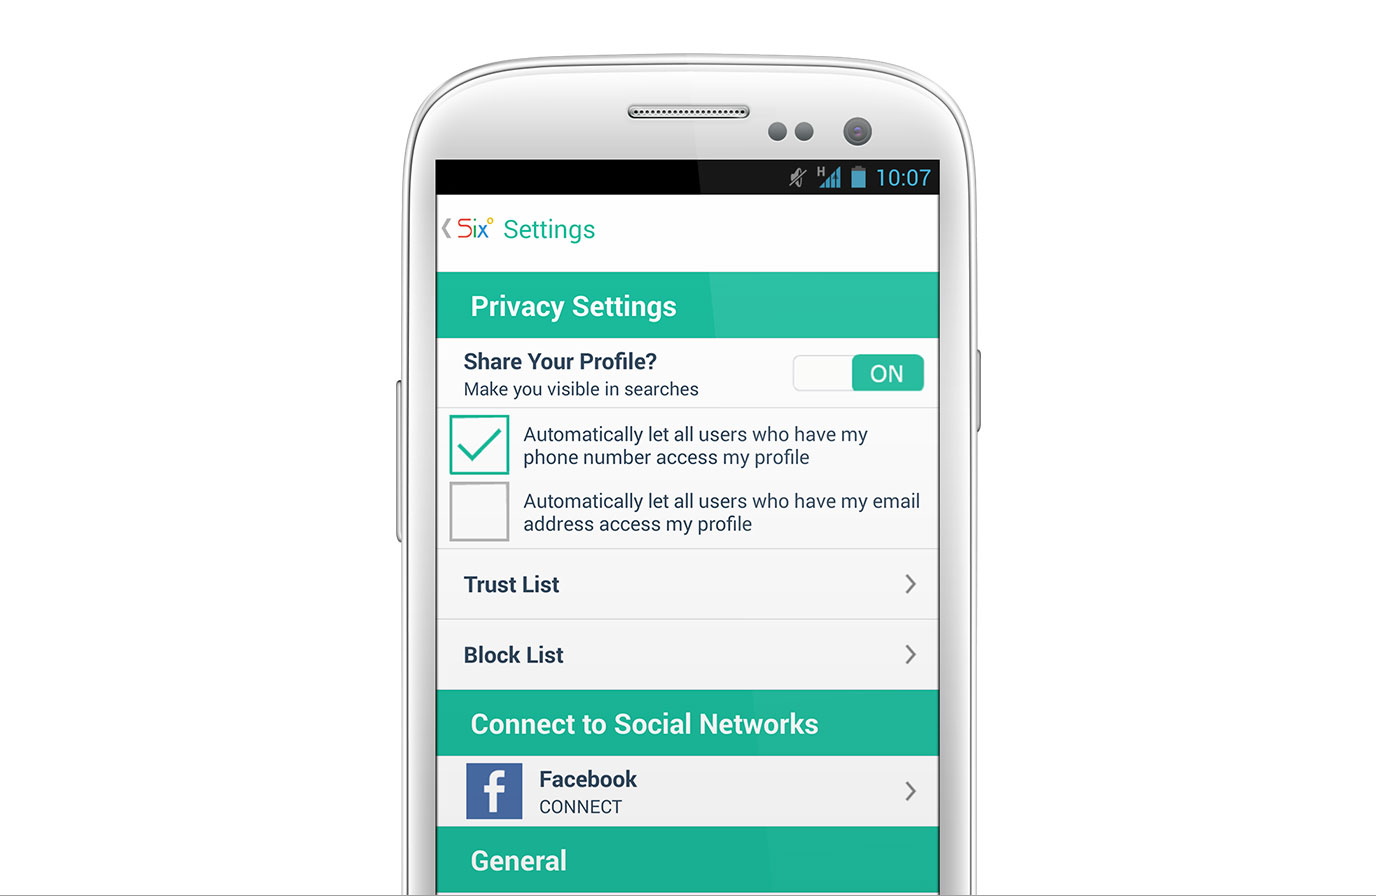 H 10:07
Six° Settings
Privacy Settings
Share Your Profile?
ON
Make you visible in searches
Automatically let all users who have my
phone number access my profile
Automatically let all users who have my email
address access my profile
Trust List
Block List
Connect to Social Networks
f
Facebook
CONNECT
General